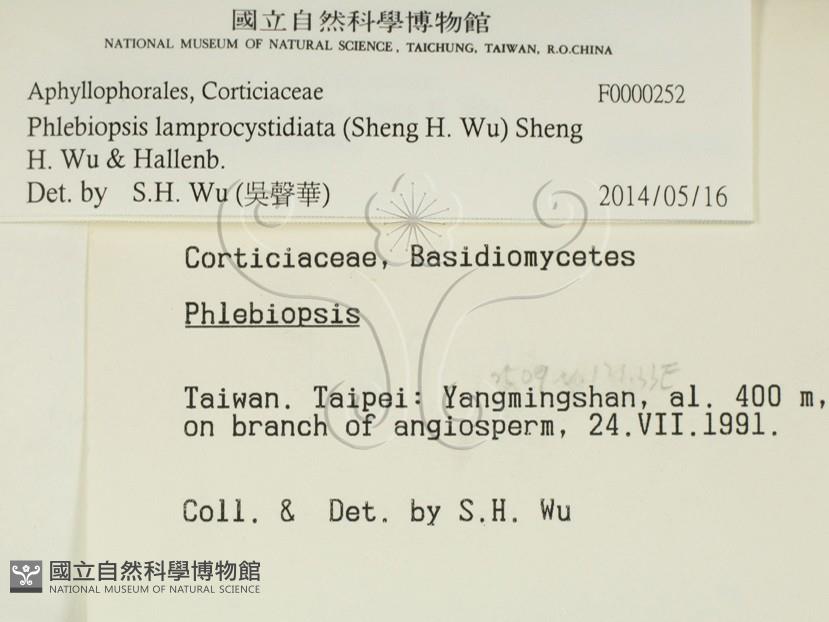 國立自然科學博物館
NATIONAL MUSEUM OF NATURAL SCIENCE, TAICHUNG, TAIWAN, R.O.CHINA
Aphyllophorales, Corticiaceae F0000252
Phlebiopsis lamprocystidiata (Sheng H. Wu) Sheng
H. Wu & Hallenb.
Det. by S.H. Wu (吳聲華) 2014/05/16
Corticiaceae, Basidiomycetes
Phlebiopsis
Taiwan. Taipei: Yangmingshan, al. 400 m,
on branch of angiosperm, 24.VII.1991.
Coll. & Det. by S.H. Wu
國立自然科學博物館
NATIONAL MUSEUM OF NATURAL SCIENCE